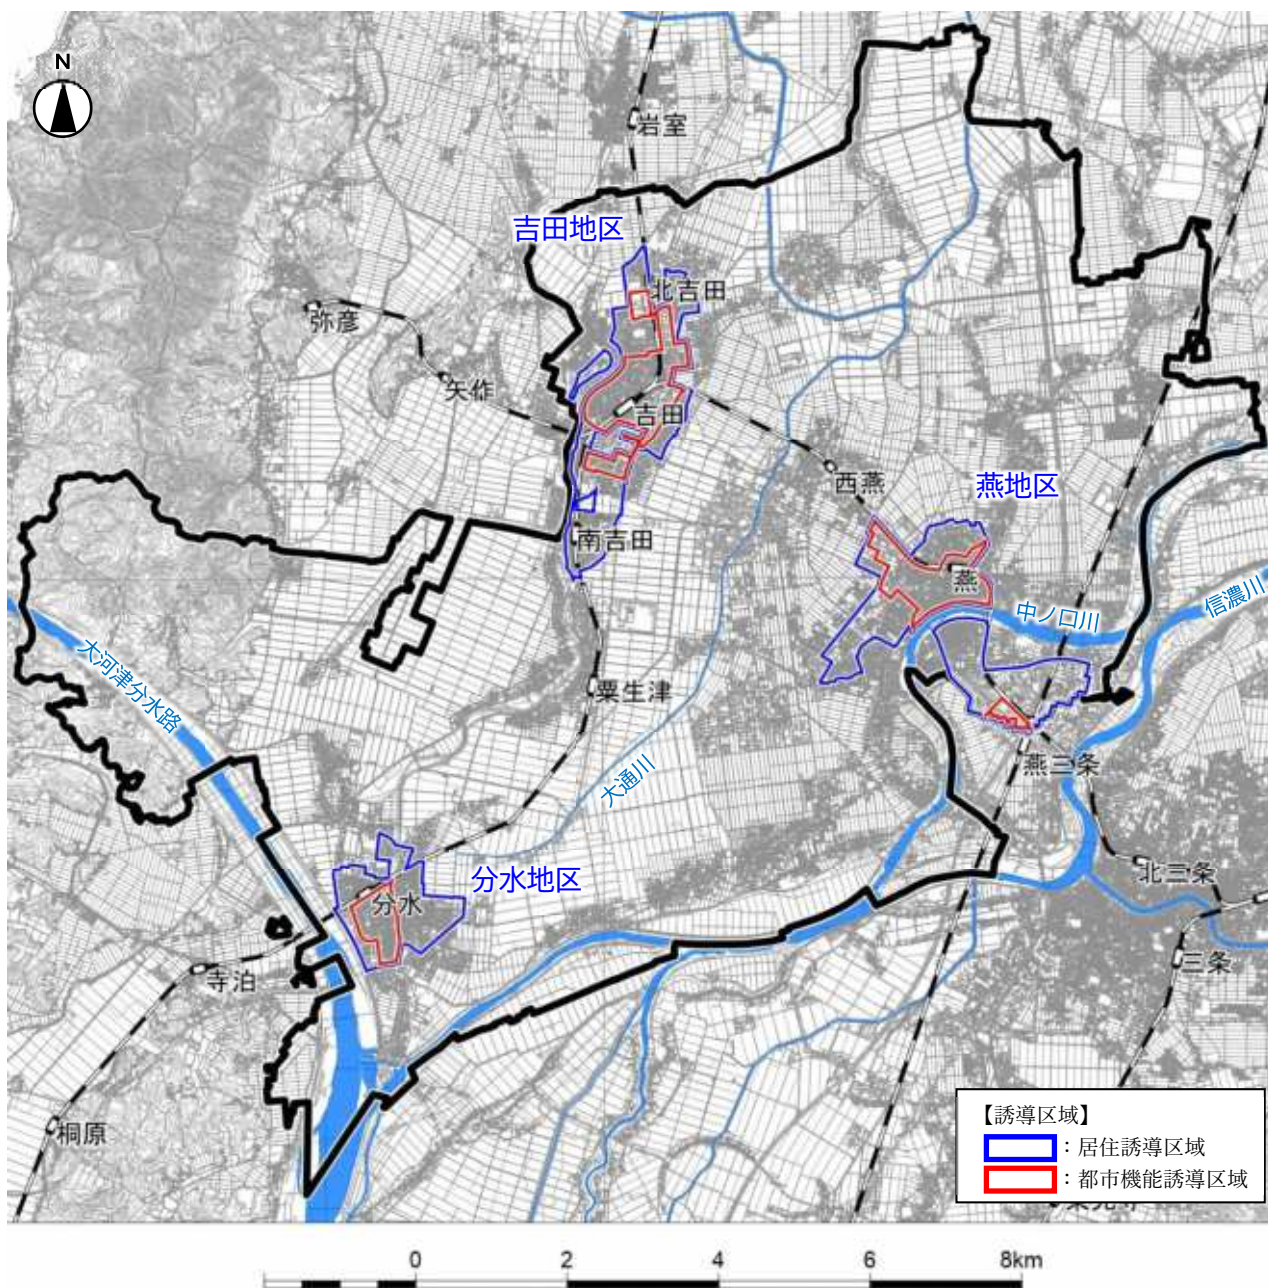 N
岩室
吉田地区
北吉田
弥彦
矢作
吉田
西燕
燕地区
南吉田
燕
中ノ口川
信濃川
大河津分水路
粟生津
大通川
燕三条
分水地区
北三条
分水
三条
寺泊
桐原
【誘導区域】
：居住誘導区域
：都市機能誘導区域
0 2 4 6 8km